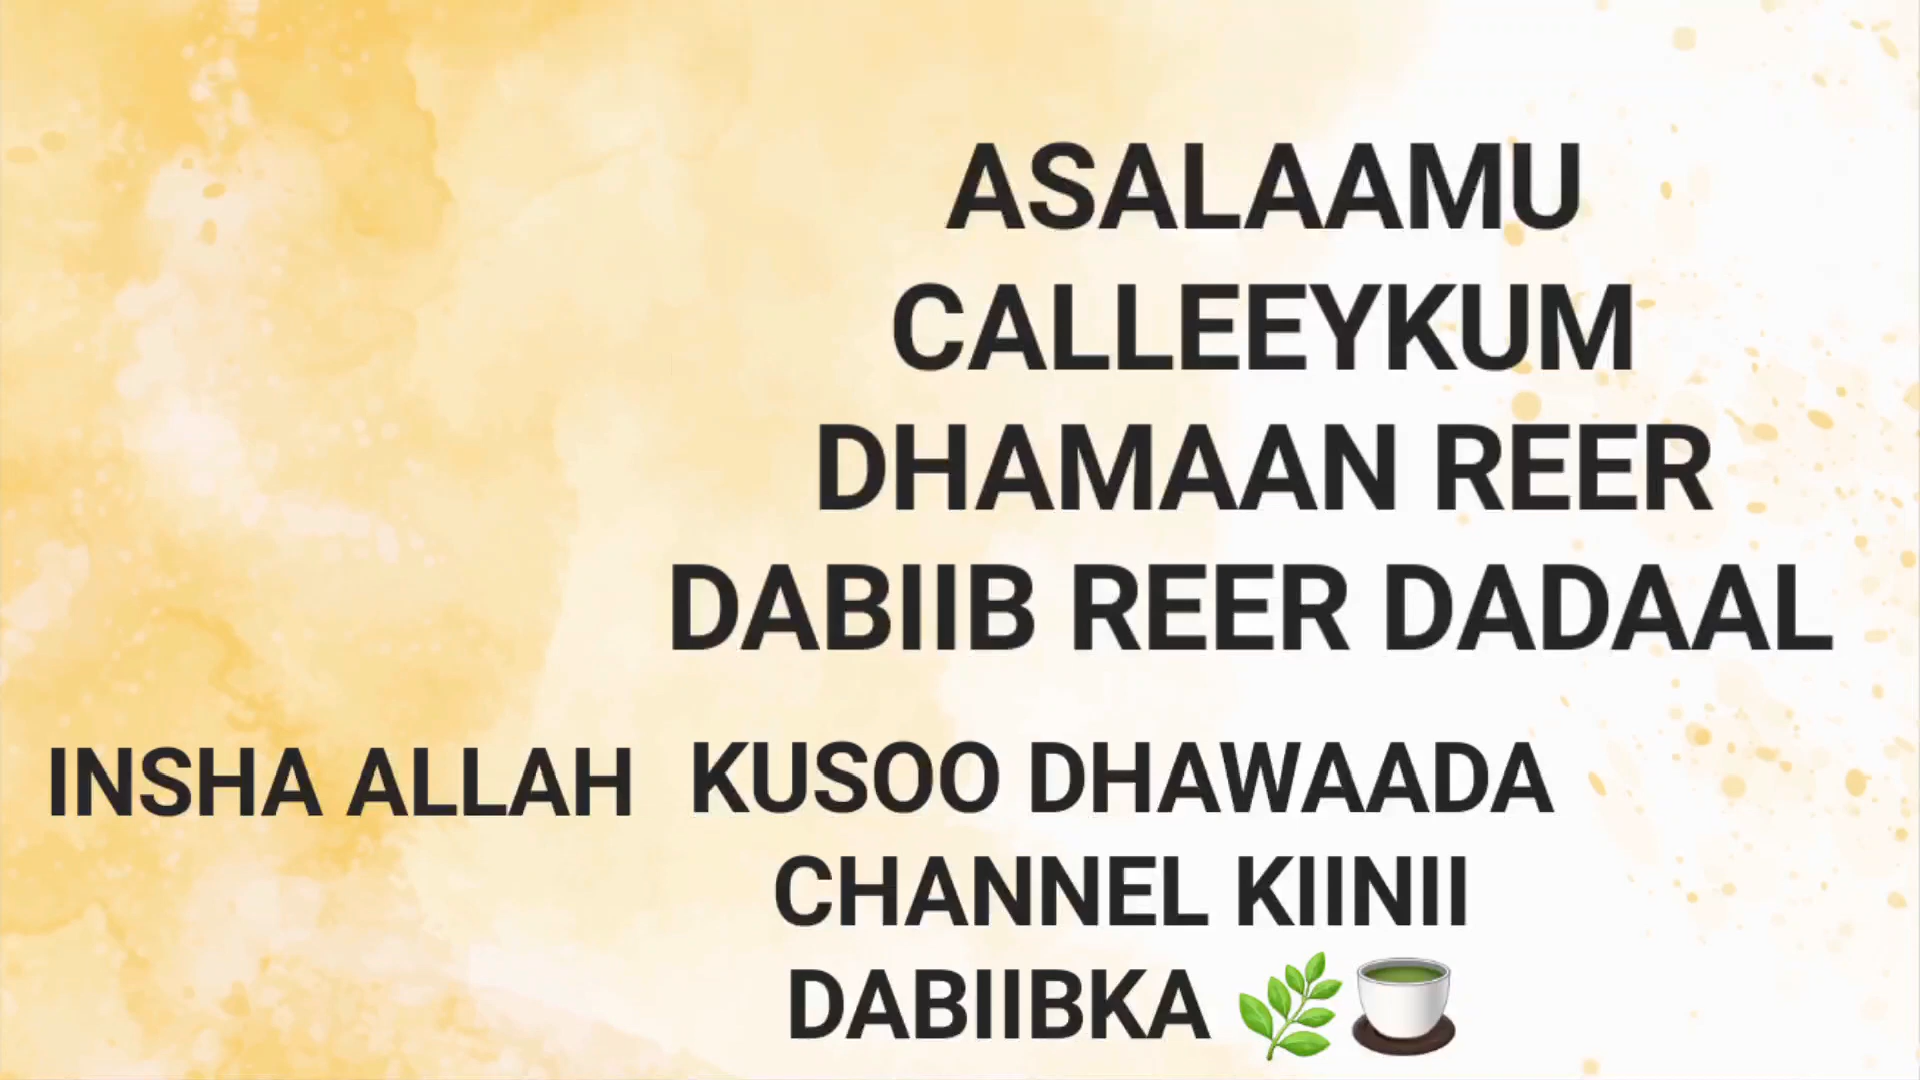 ASALAAMU
CALLEEYKUM
DHAMAAN REER
DABIIB REER DADAAL
INSHA ALLAH KUSOO DHAWAADA
CHANNEL KIINII
DABIIBKA 🌿🍵